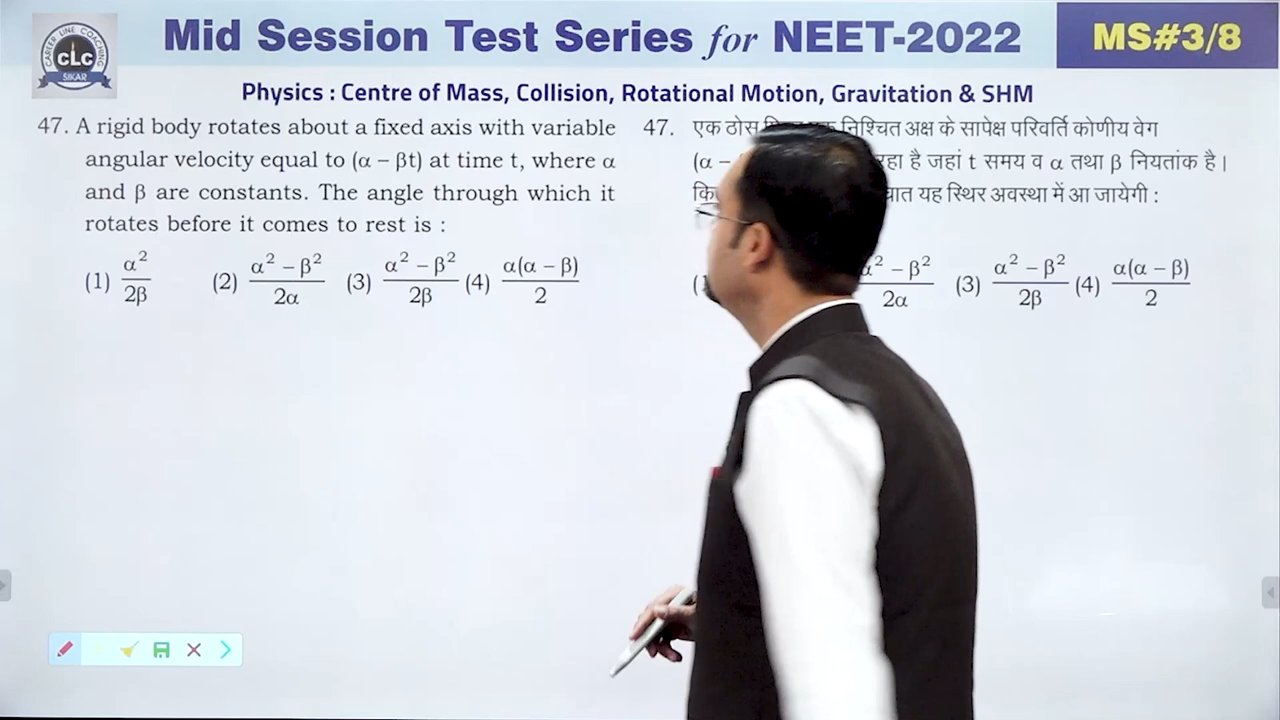 CAREER LINE COACHING
CLC
SIKAR
Mid Session Test Series for NEET-2022
MS#3/8
Physics : Centre of Mass, Collision, Rotational Motion, Gravitation & SHM
47. A rigid body rotates about a fixed axis with variable
angular velocity equal to (α – βt) at time t, where α
and β are constants. The angle through which it
rotates before it comes to rest is :
(1) α²/2β (2) (α² – β²)/2α (3) (α² – β²)/2β (4) α(α – β)/2
47. एक ठोस निश्चित अक्ष के सापेक्ष परिवर्ति कोणीय वेग
(α – रहा है जहां t समय व α तथा β नियतांक है।
यह स्थिर अवस्था में आ जायेगी :
α² – β²/2α (3) (α² – β²)/2β (4) α(α – β)/2